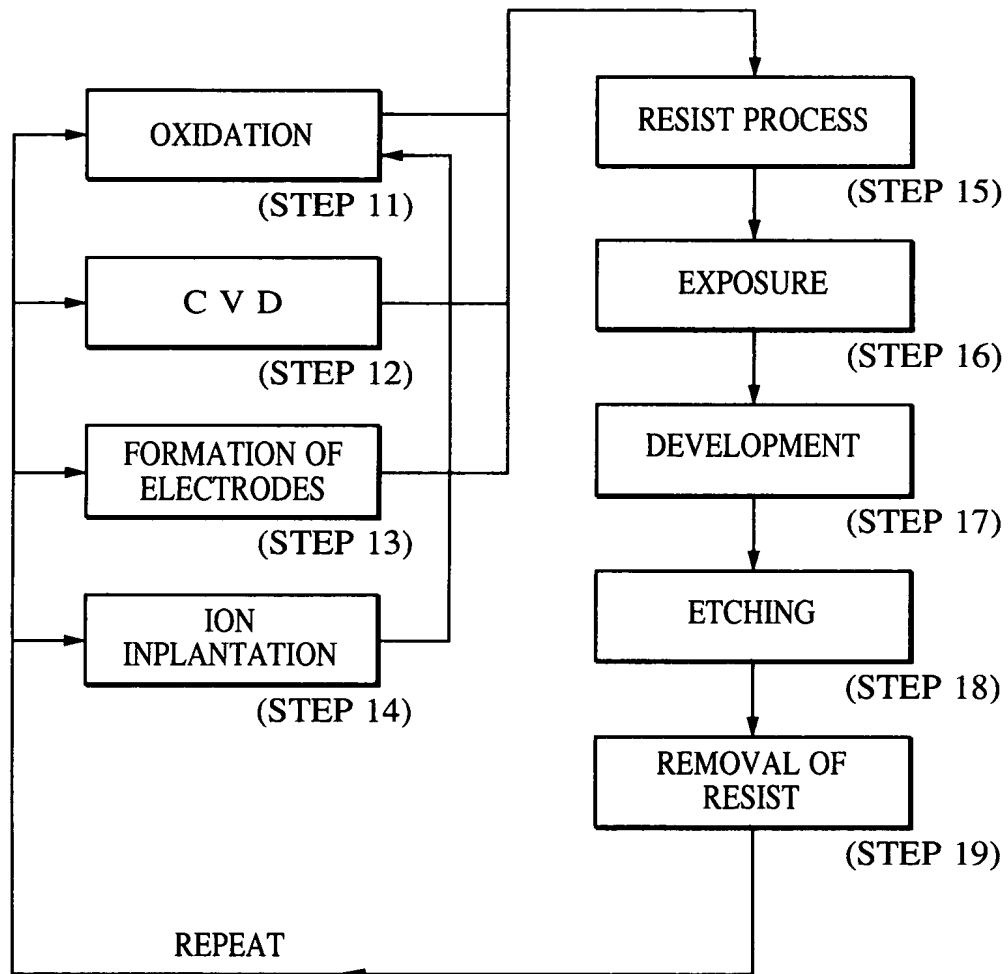 OXIDATION
(STEP 11)
C V D
(STEP 12)
FORMATION OF
ELECTRODES
(STEP 13)
ION
INPLANTATION
(STEP 14)
RESIST PROCESS
(STEP 15)
EXPOSURE
(STEP 16)
DEVELOPMENT
(STEP 17)
ETCHING
(STEP 18)
REMOVAL OF
RESIST
(STEP 19)
REPEAT